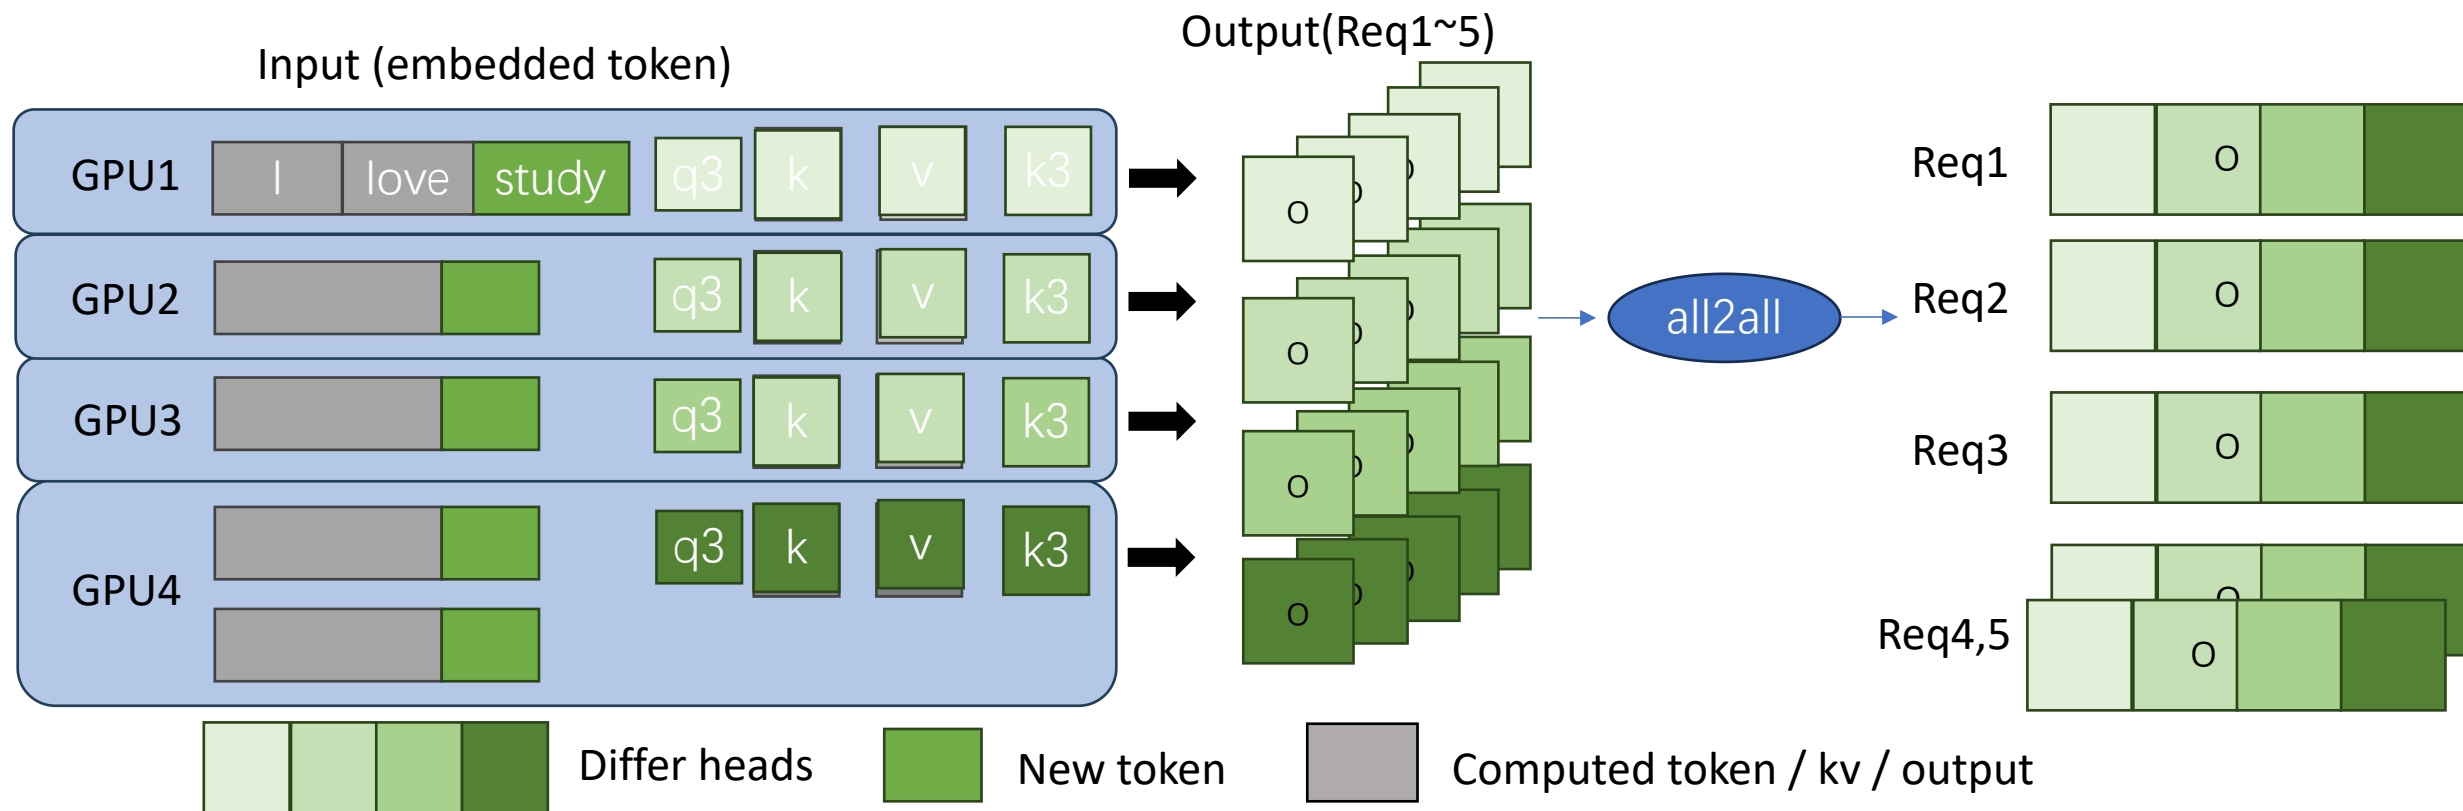 Output(Req1~5)
Input (embedded token)
GPU1 I love study q3 k v k3
GPU2 q3 k v k3
GPU3 q3 k v k3
GPU4 q3 k v k3
O O O
O O O
O O O
O O O
all2all
Req1 O
Req2 O
Req3 O
O
Req4,5 O
Differ heads
New token
Computed token / kv / output